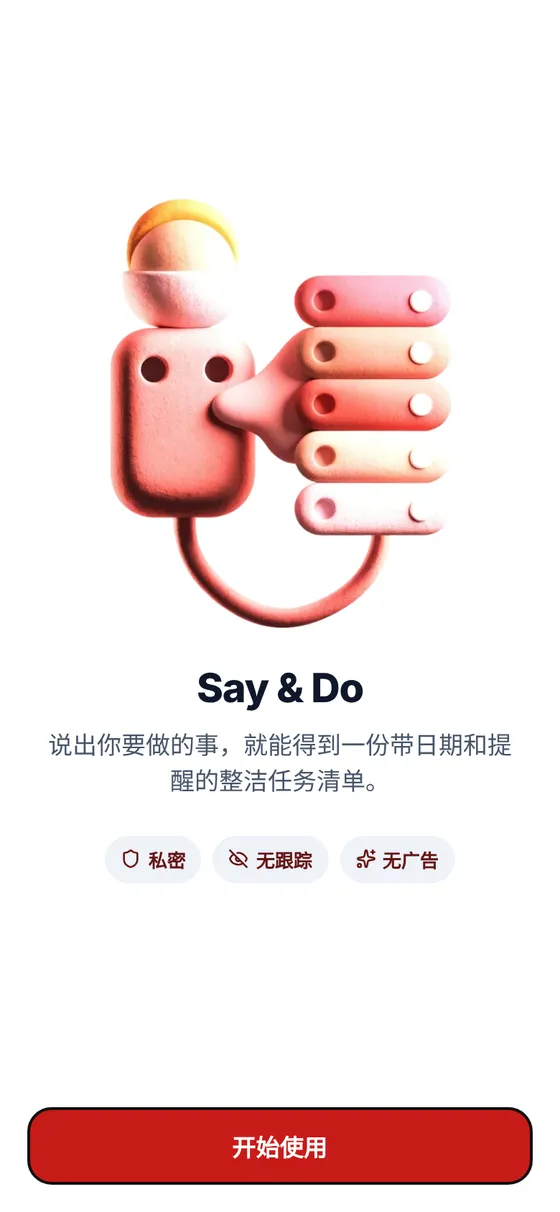 Say & Do
说出你要做的事，就能得到一份带日期和提
醒的整洁任务清单。
私密
无跟踪
无广告
开始使用